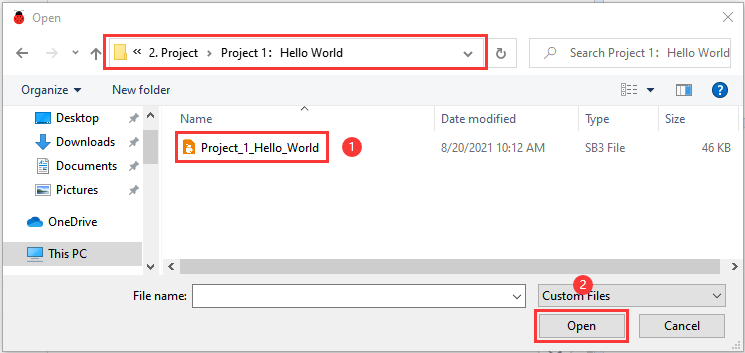 Open
« 2. Project > Project 1: Hello World
Search Project 1: Hello World
Organize New folder
Name Date modified Type Size
Desktop
Downloads
Documents
Pictures
OneDrive
This PC
Project_1_Hello_World 1 8/20/2021 10:12 AM SB3 File 46 KB
File name: Custom Files
2
Open Cancel